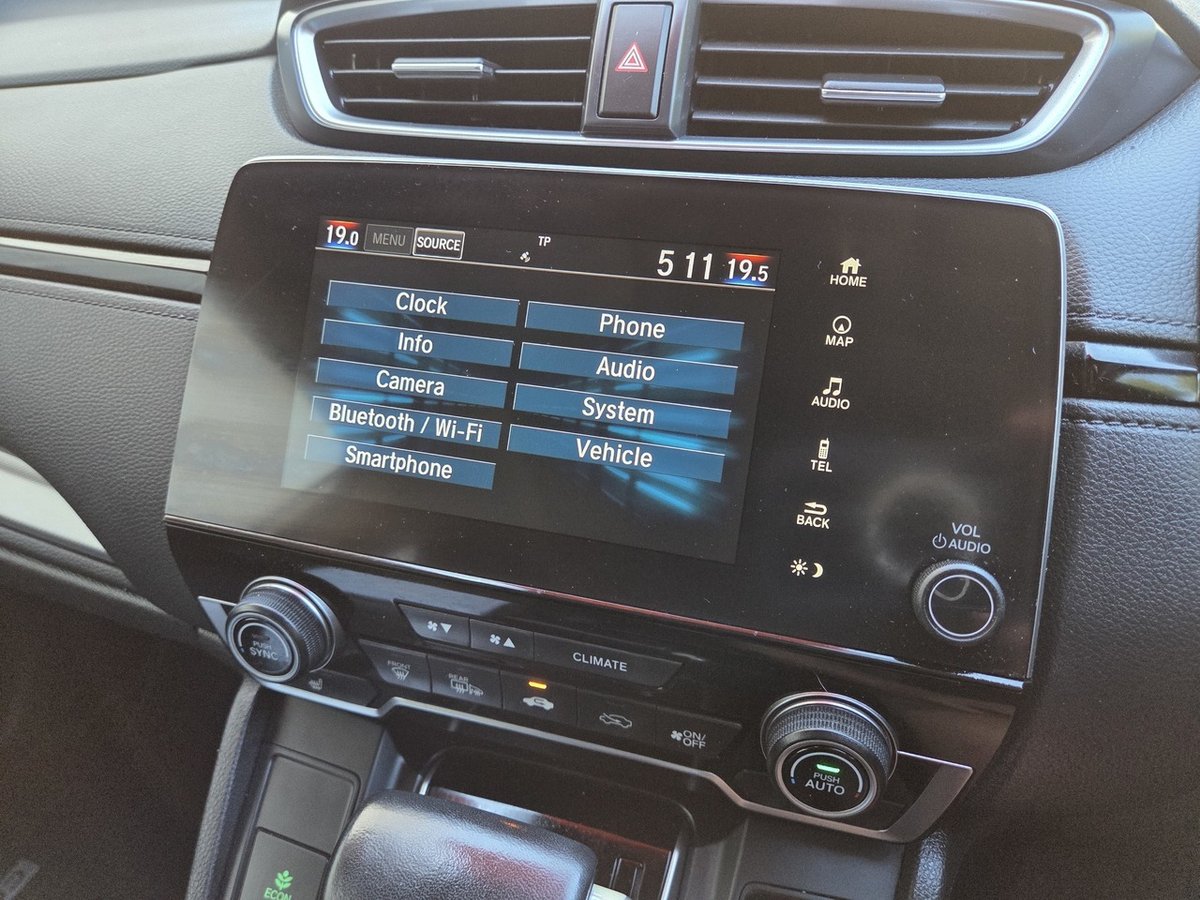 19.0 MENU SOURCE TP 5 11 19.5
Clock
Phone
Info
Audio
Camera
System
Bluetooth / Wi-Fi
Vehicle
Smartphone
HOME
MAP
AUDIO
TEL
BACK
VOL
AUDIO
PUSH
SYNC
CLIMATE
FRONT
REAR
ON/
OFF
PUSH
AUTO
ECON